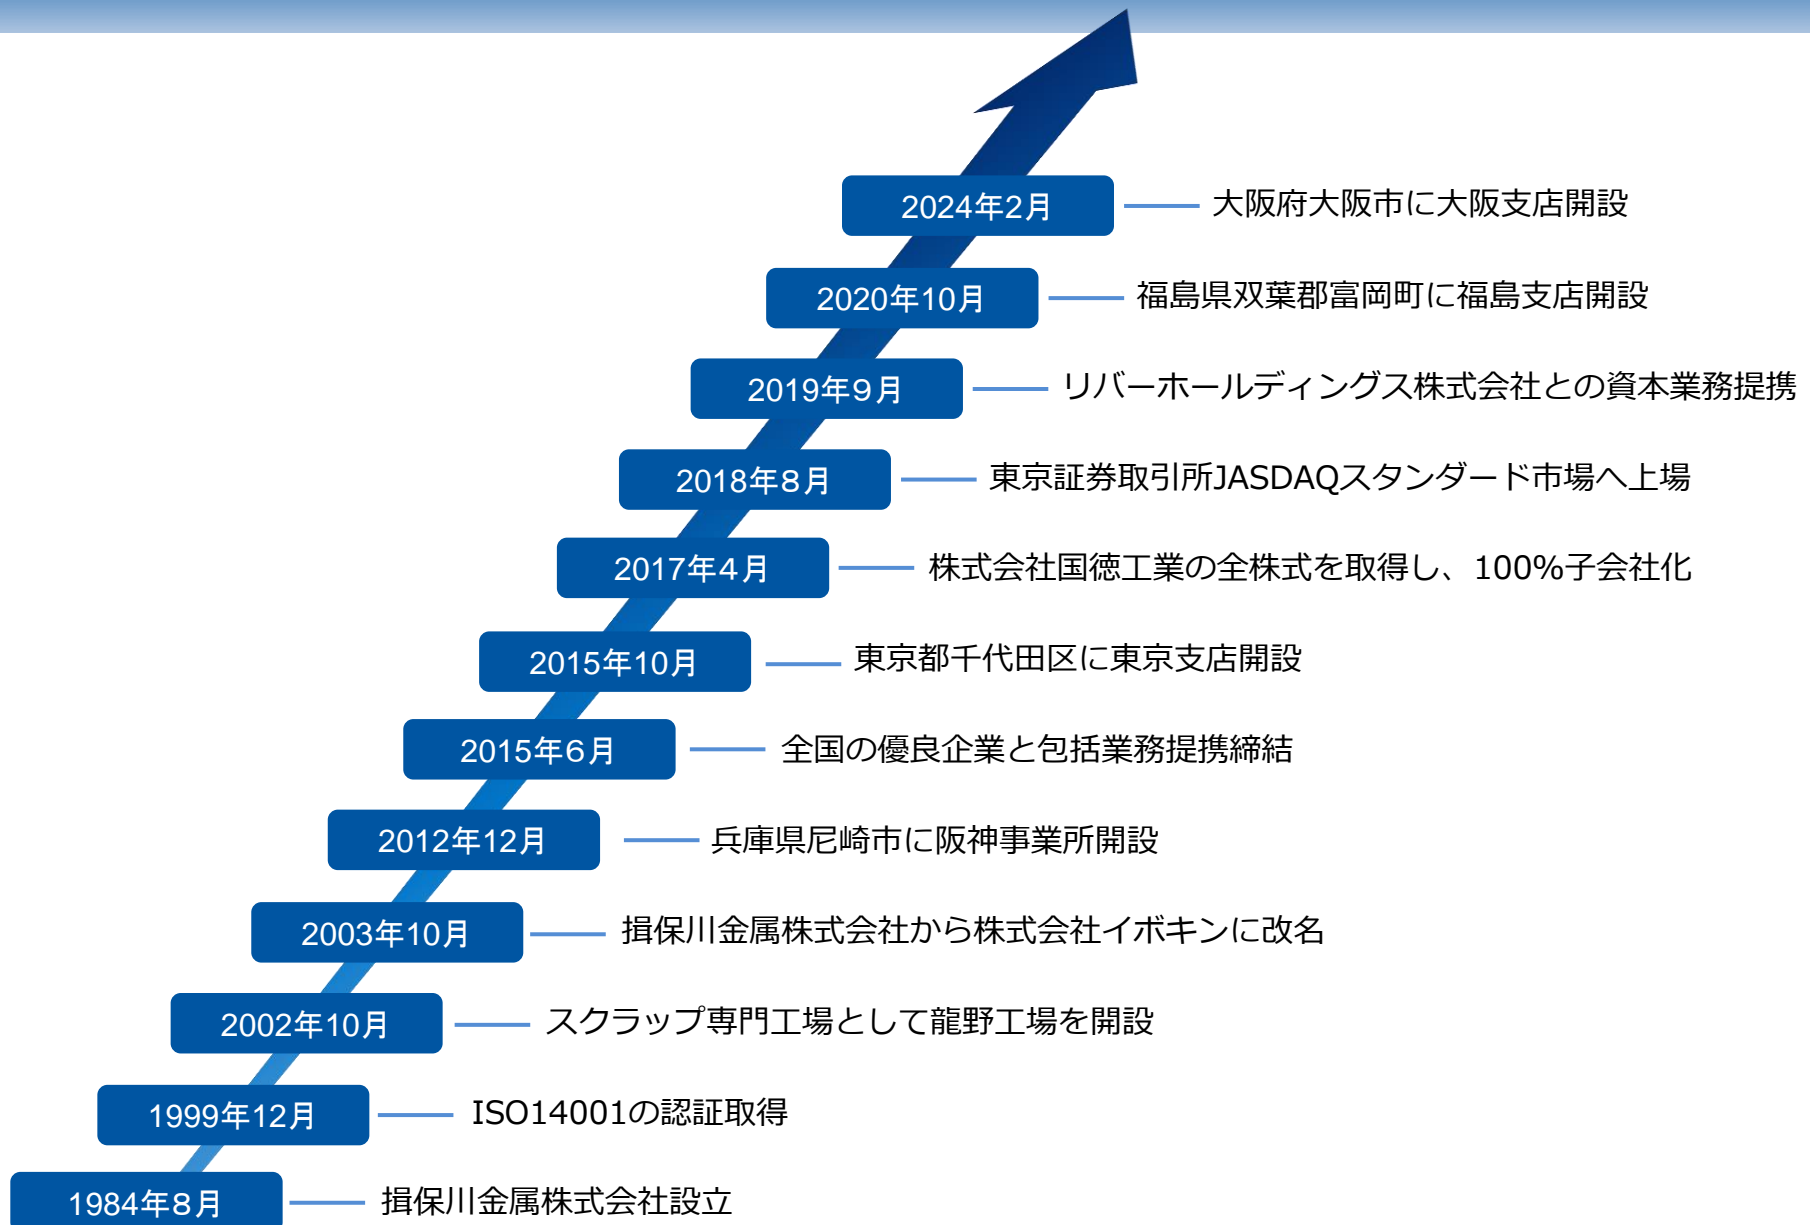 2024年2月 大阪府大阪市に大阪支店開設
2020年10月 福島県双葉郡富岡町に福島支店開設
2019年９月 リバーホールディングス株式会社との資本業務提携
2018年８月 東京証券取引所JASDAQスタンダード市場へ上場
2017年４月 株式会社国徳工業の全株式を取得し、100%子会社化
2015年10月 東京都千代田区に東京支店開設
2015年６月 全国の優良企業と包括業務提携締結
2012年12月 兵庫県尼崎市に阪神事業所開設
2003年10月 揖保川金属株式会社から株式会社イボキンに改名
2002年10月 スクラップ専門工場として龍野工場を開設
1999年12月 ISO14001の認証取得
1984年８月 揖保川金属株式会社設立